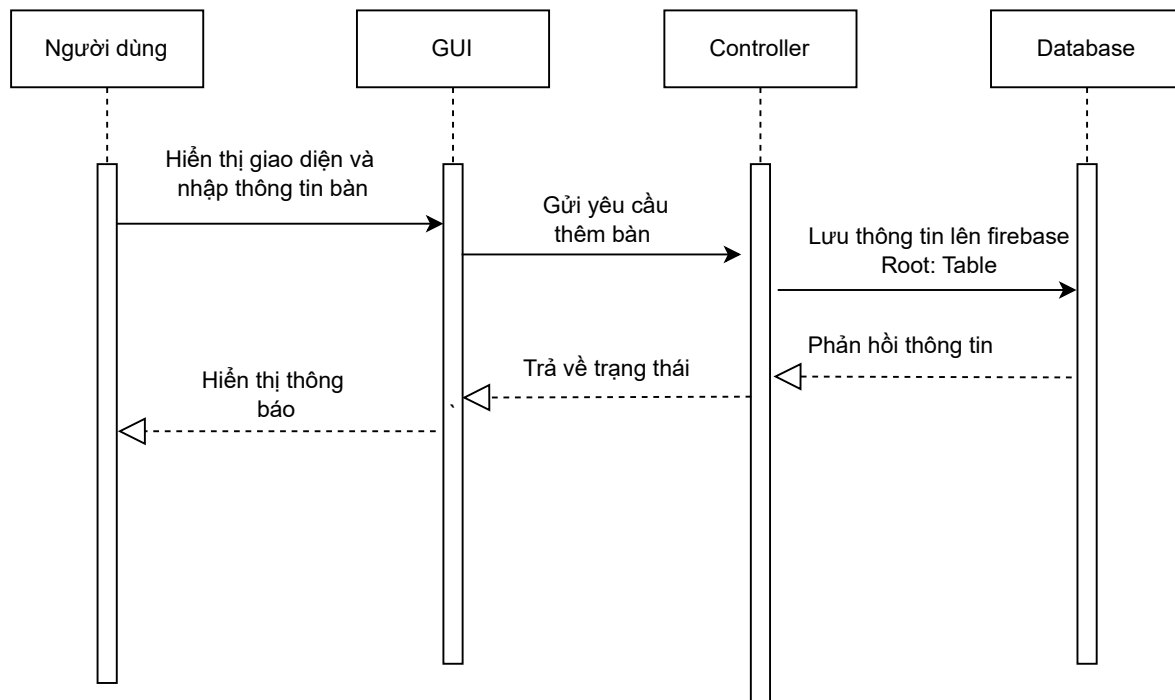 Người dùng
GUI
Controller
Database
Hiển thị giao diện và
nhập thông tin bàn
Gửi yêu cầu
thêm bàn
Lưu thông tin lên firebase
Root: Table
Phản hồi thông tin
Trả về trạng thái
Hiển thị thông
báo
`